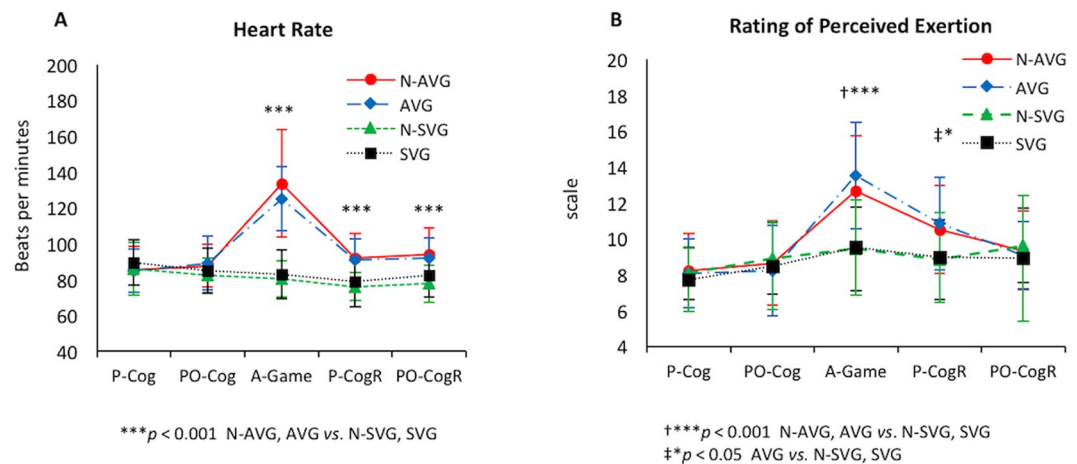 A
Heart Rate
Beats per minutes
200
180
160
140
120
100
80
60
40
N-AVG
AVG
N-SVG
SVG
***
***
***
P-Cog PO-Cog A-Game P-CogR PO-CogR
***p < 0.001 N-AVG, AVG vs. N-SVG, SVG
B
Rating of Perceived Exertion
scale
20
18
16
14
12
10
8
6
4
N-AVG
AVG
N-SVG
SVG
†***
‡*
P-Cog PO-Cog A-Game P-CogR PO-CogR
†***p < 0.001 N-AVG, AVG vs. N-SVG, SVG
‡*p < 0.05 AVG vs. N-SVG, SVG